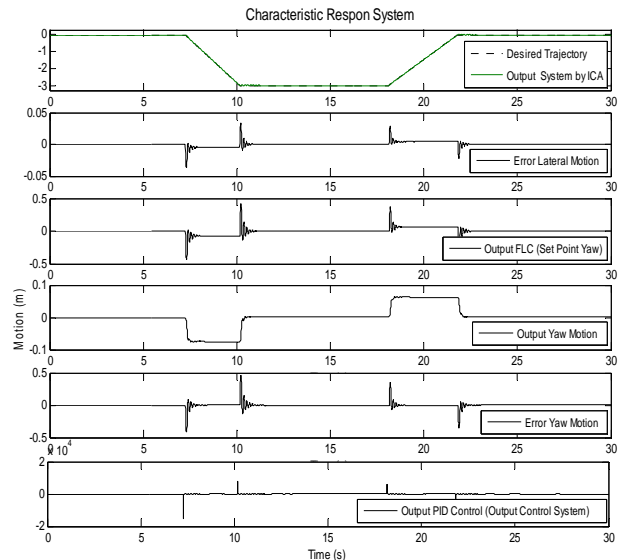 Characteristic Respon System
0
-1
-2
-3
Desired Trajectory
Output System by ICA
0 5 10 15 20 25 30
0.05
0
-0.05
Error Lateral Motion
0 5 10 15 20 25 30
0.5
0
-0.5
Output FLC (Set Point Yaw)
0 5 10 15 20 25 30
Motion (m)
0.1
0
-0.1
Output Yaw Motion
0 5 10 15 20 25 30
0.5
0
-0.5
Error Yaw Motion
0 5 10 15 20 25 30
x 10^4
2
0
-2
Output PID Control (Output Control System)
0 5 10 15 20 25 30
Time (s)